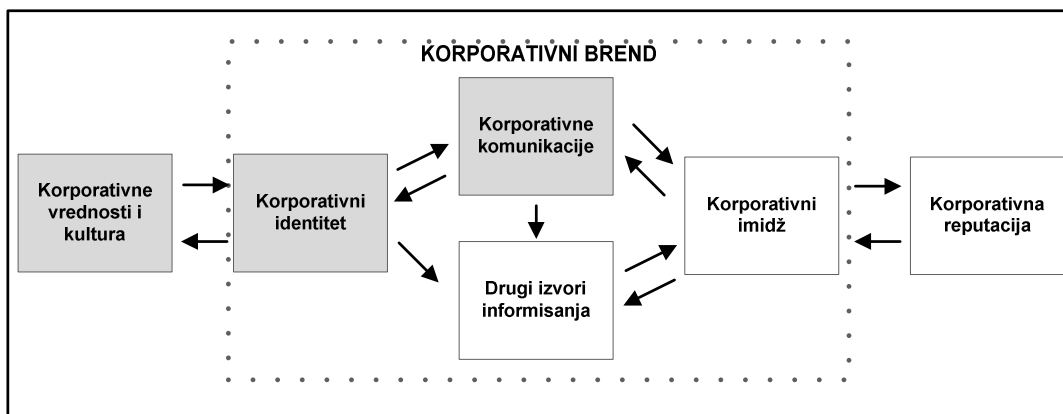 KORPORATIVNI BREND
Korporativne
komunikacije
Korporativne
vrednosti i
kultura
Korporativni
identitet
Korporativni
imidž
Korporativna
reputacija
Drugi izvori
informisanja